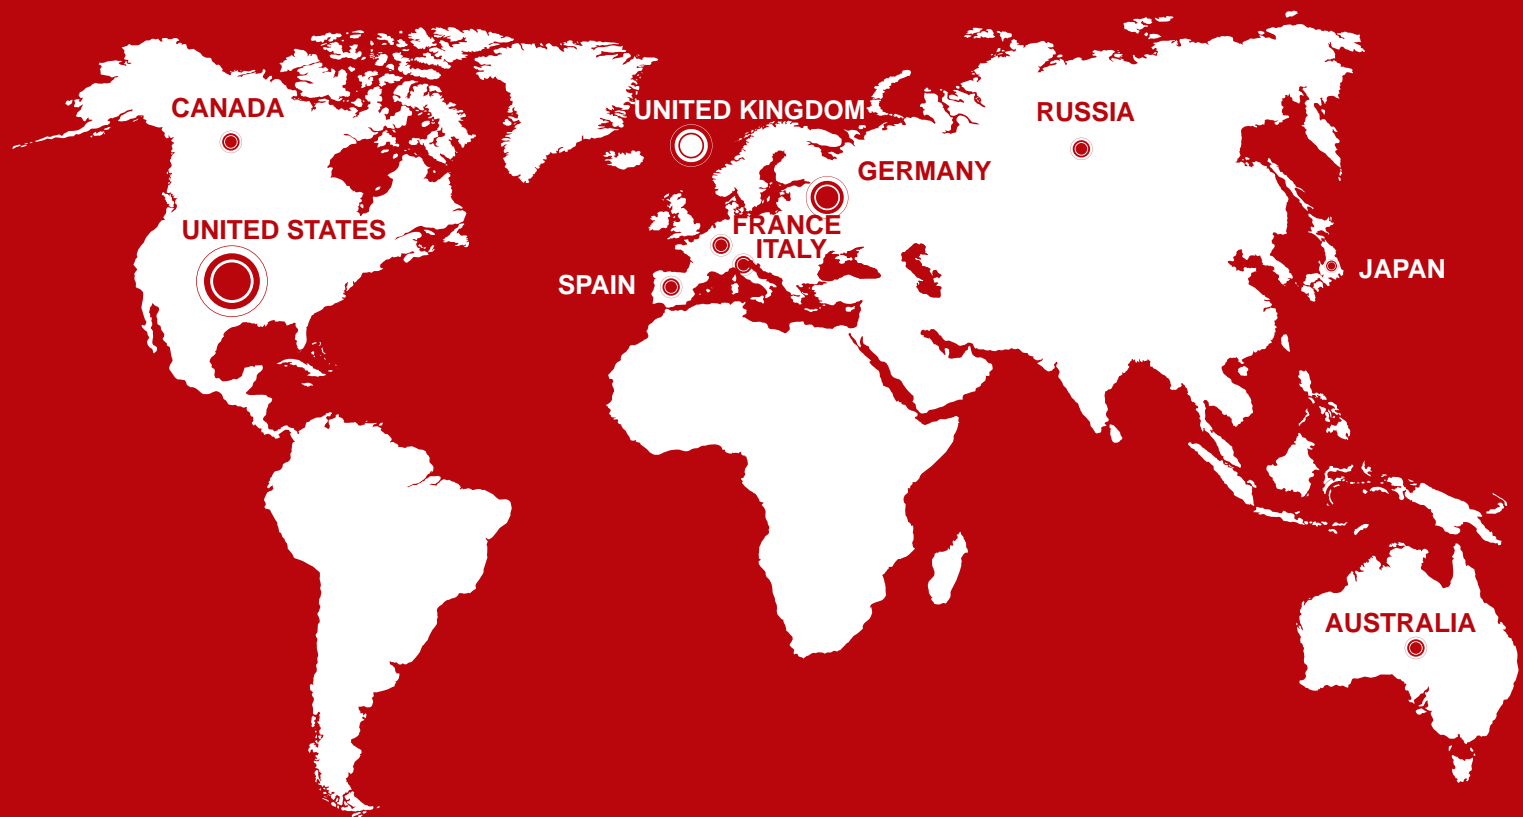 CANADA
UNITED KINGDOM
RUSSIA
GERMANY
UNITED STATES
FRANCE
ITALY
SPAIN
JAPAN
AUSTRALIA